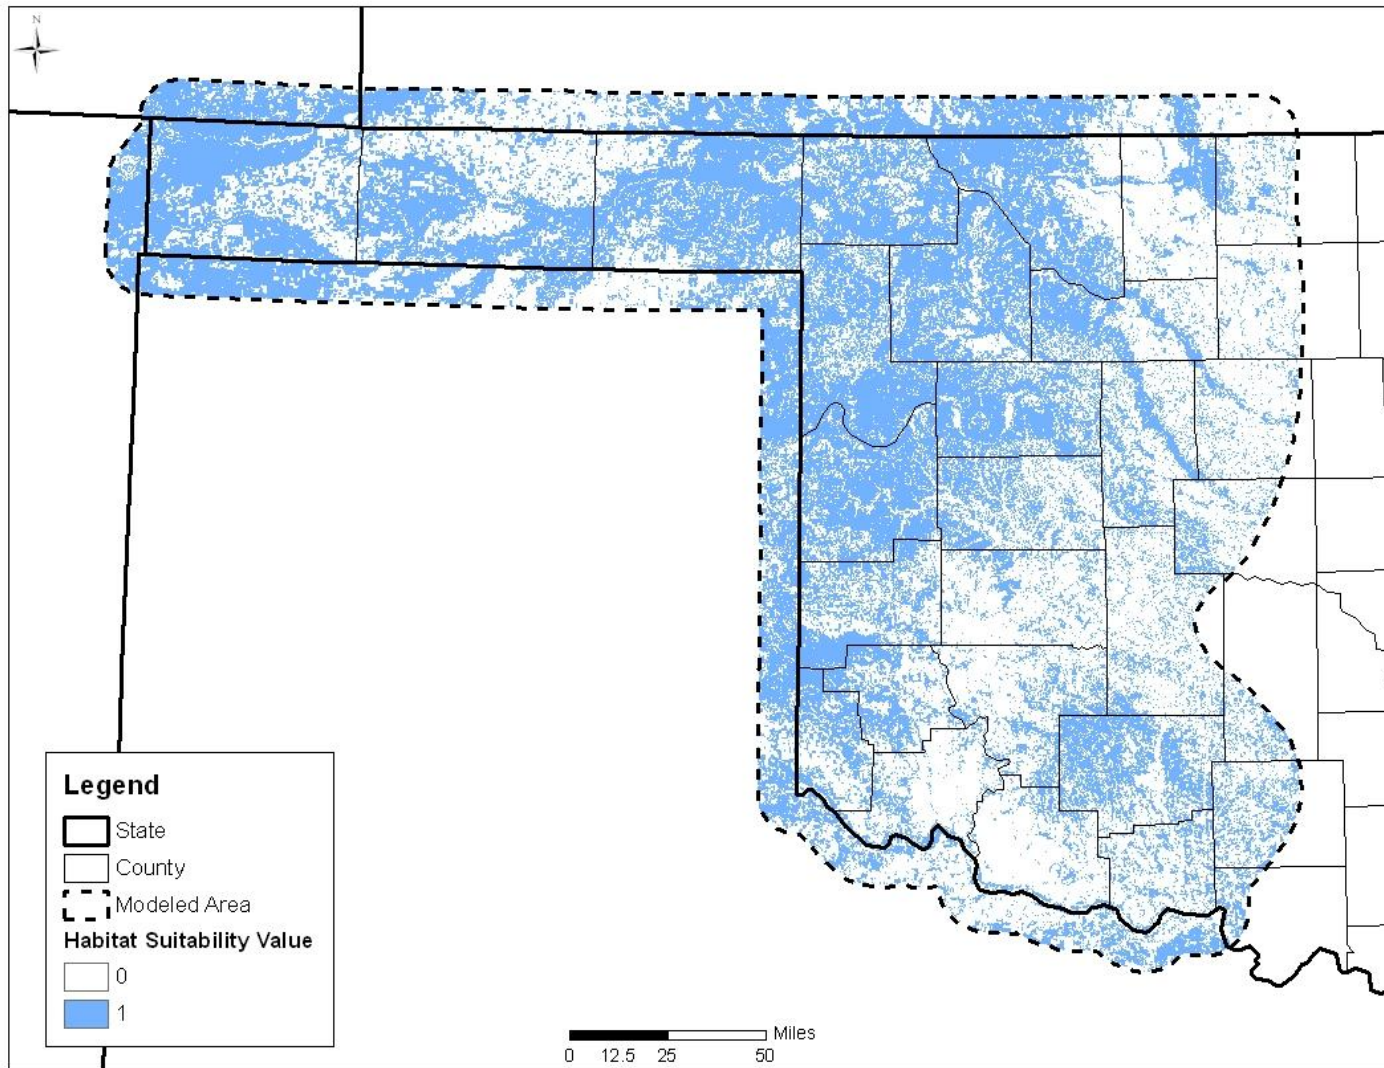 N
Legend
State
County
Modeled Area
Habitat Suitability Value
0
1
Miles
0 12.5 25 50